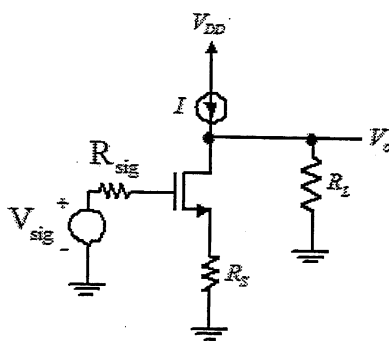 V_DD
I
V_o
R_sig
R_L
+
V_sig
-
R_S